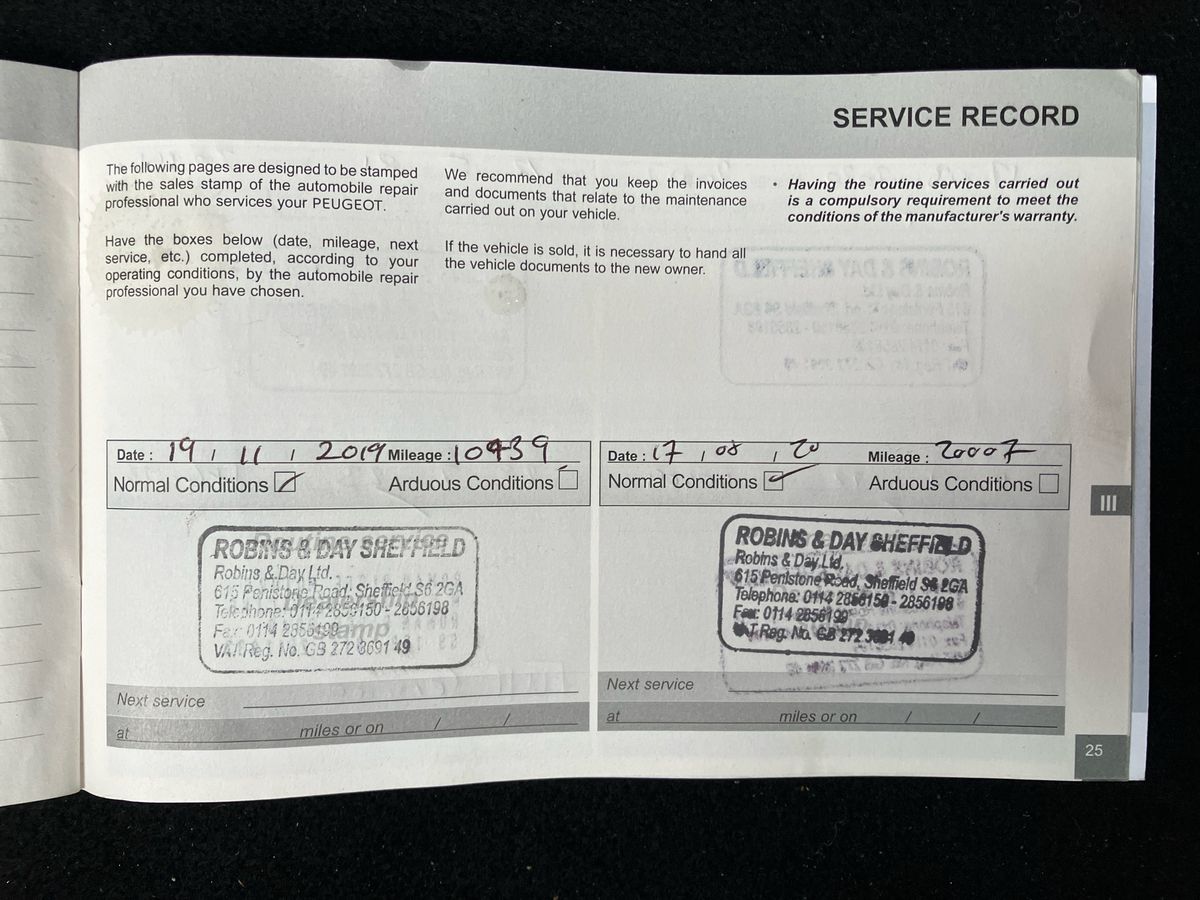 SERVICE RECORD
The following pages are designed to be stamped
with the sales stamp of the automobile repair
professional who services your PEUGEOT.
Have the boxes below (date, mileage, next
service, etc.) completed, according to your
operating conditions, by the automobile repair
professional you have chosen.
We recommend that you keep the invoices
and documents that relate to the maintenance
carried out on your vehicle.
If the vehicle is sold, it is necessary to hand all
the vehicle documents to the new owner.
• Having the routine services carried out
is a compulsory requirement to meet the
conditions of the manufacturer's warranty.
Date : 19 / 11 / 2019 Mileage : 10439
Normal Conditions Arduous Conditions
ROBINS & DAY SHEFFIELD
Robins & Day Ltd.
615 Penistone Road, Sheffield S6 2GA
Telephone: 0114 2856150 - 2856198
Fax: 0114 2856199
VAT Reg. No. GB 272 3691 49
Next service
at miles or on / /
Date : 17 / 08 / 20 Mileage : 20007
Normal Conditions Arduous Conditions
ROBINS & DAY SHEFFIELD
Robins & Day Ltd.
615 Penistone Road, Sheffield S6 2GA
Telephone: 0114 2856150 - 2856198
Fax: 0114 2856199
VAT Reg. No. GB 272 3691 49
Next service
at miles or on / /
III
25